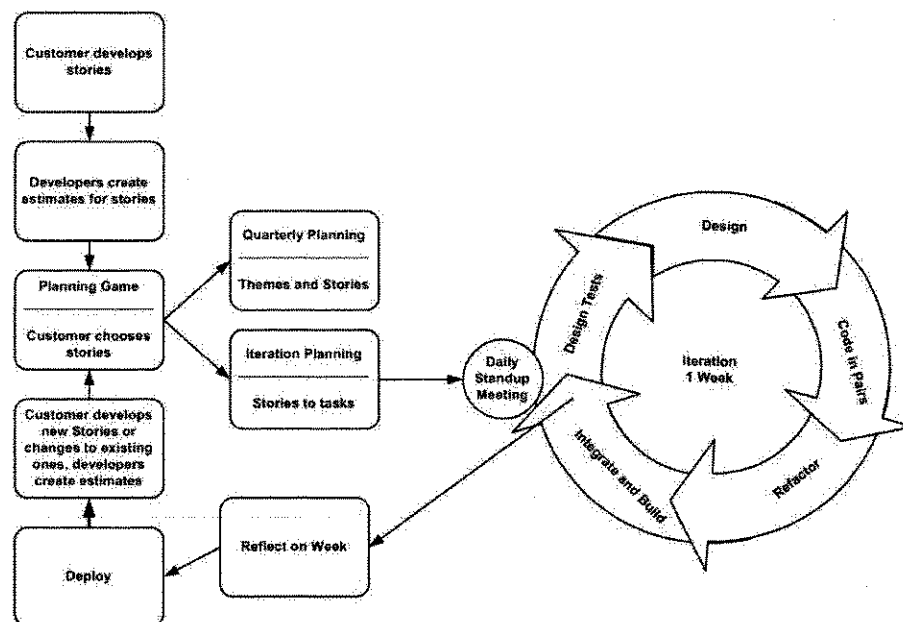 Customer develops
stories
Developers create
estimates for stories
Planning Game
Customer chooses
stories
Quarterly Planning
Themes and Stories
Iteration Planning
Stories to tasks
Daily
Standup
Meeting
Design Tests
Design
Code in Pairs
Refactor
Integrate and Build
Iteration
1 Week
Customer develops
new Stories or
changes to existing
ones, developers
create estimates
Reflect on Week
Deploy